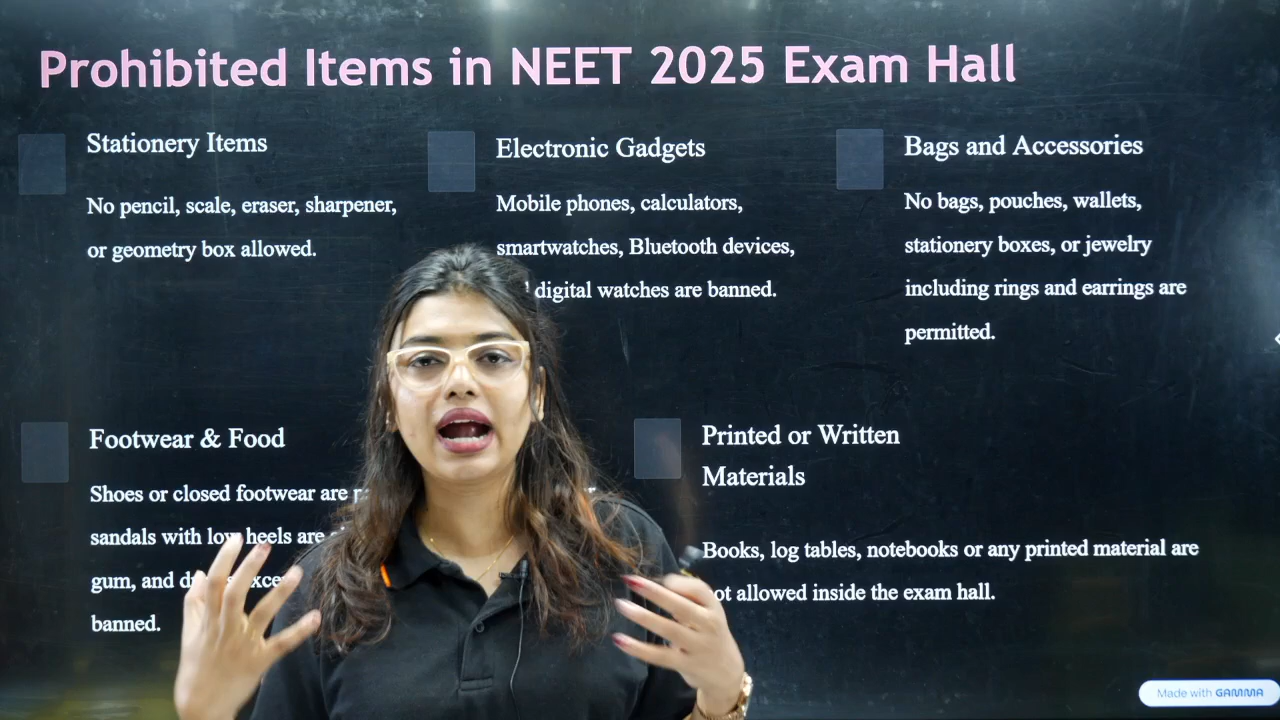 Prohibited Items in NEET 2025 Exam Hall
Stationery Items
No pencil, scale, eraser, sharpener,
or geometry box allowed.
Electronic Gadgets
Mobile phones, calculators,
smartwatches, Bluetooth devices,
digital watches are banned.
Bags and Accessories
No bags, pouches, wallets,
stationery boxes, or jewelry
including rings and earrings are
permitted.
Footwear & Food
Shoes or closed footwear are
sandals with low heels are
gum, and
banned.
Printed or Written
Materials
Books, log tables, notebooks or any printed material are
not allowed inside the exam hall.
Made with GAMMA